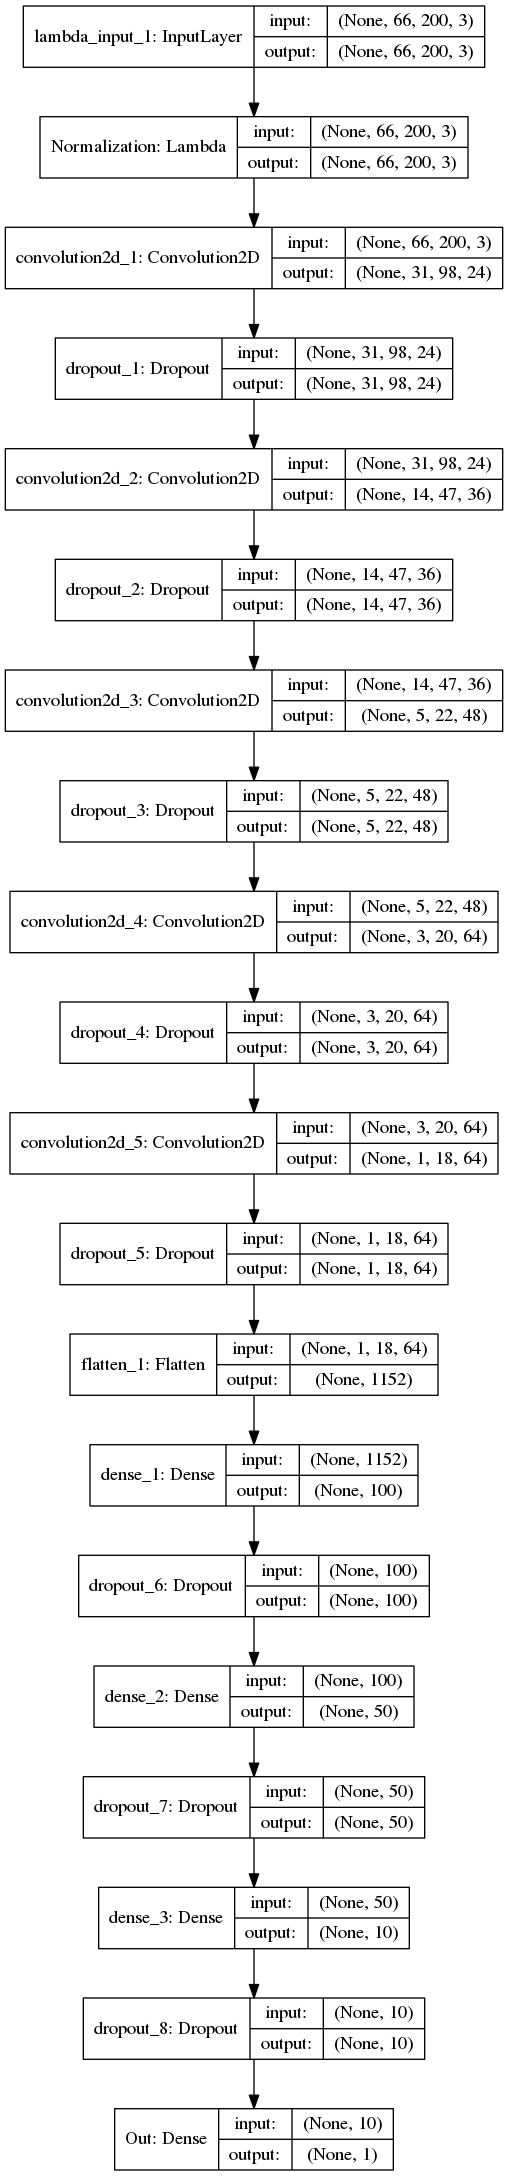 lambda_input_1: InputLayer
input: (None, 66, 200, 3)
output: (None, 66, 200, 3)
Normalization: Lambda
input: (None, 66, 200, 3)
output: (None, 66, 200, 3)
convolution2d_1: Convolution2D
input: (None, 66, 200, 3)
output: (None, 31, 98, 24)
dropout_1: Dropout
input: (None, 31, 98, 24)
output: (None, 31, 98, 24)
convolution2d_2: Convolution2D
input: (None, 31, 98, 24)
output: (None, 14, 47, 36)
dropout_2: Dropout
input: (None, 14, 47, 36)
output: (None, 14, 47, 36)
convolution2d_3: Convolution2D
input: (None, 14, 47, 36)
output: (None, 5, 22, 48)
dropout_3: Dropout
input: (None, 5, 22, 48)
output: (None, 5, 22, 48)
convolution2d_4: Convolution2D
input: (None, 5, 22, 48)
output: (None, 3, 20, 64)
dropout_4: Dropout
input: (None, 3, 20, 64)
output: (None, 3, 20, 64)
convolution2d_5: Convolution2D
input: (None, 3, 20, 64)
output: (None, 1, 18, 64)
dropout_5: Dropout
input: (None, 1, 18, 64)
output: (None, 1, 18, 64)
flatten_1: Flatten
input: (None, 1, 18, 64)
output: (None, 1152)
dense_1: Dense
input: (None, 1152)
output: (None, 100)
dropout_6: Dropout
input: (None, 100)
output: (None, 100)
dense_2: Dense
input: (None, 100)
output: (None, 50)
dropout_7: Dropout
input: (None, 50)
output: (None, 50)
dense_3: Dense
input: (None, 50)
output: (None, 10)
dropout_8: Dropout
input: (None, 10)
output: (None, 10)
Out: Dense
input: (None, 10)
output: (None, 1)